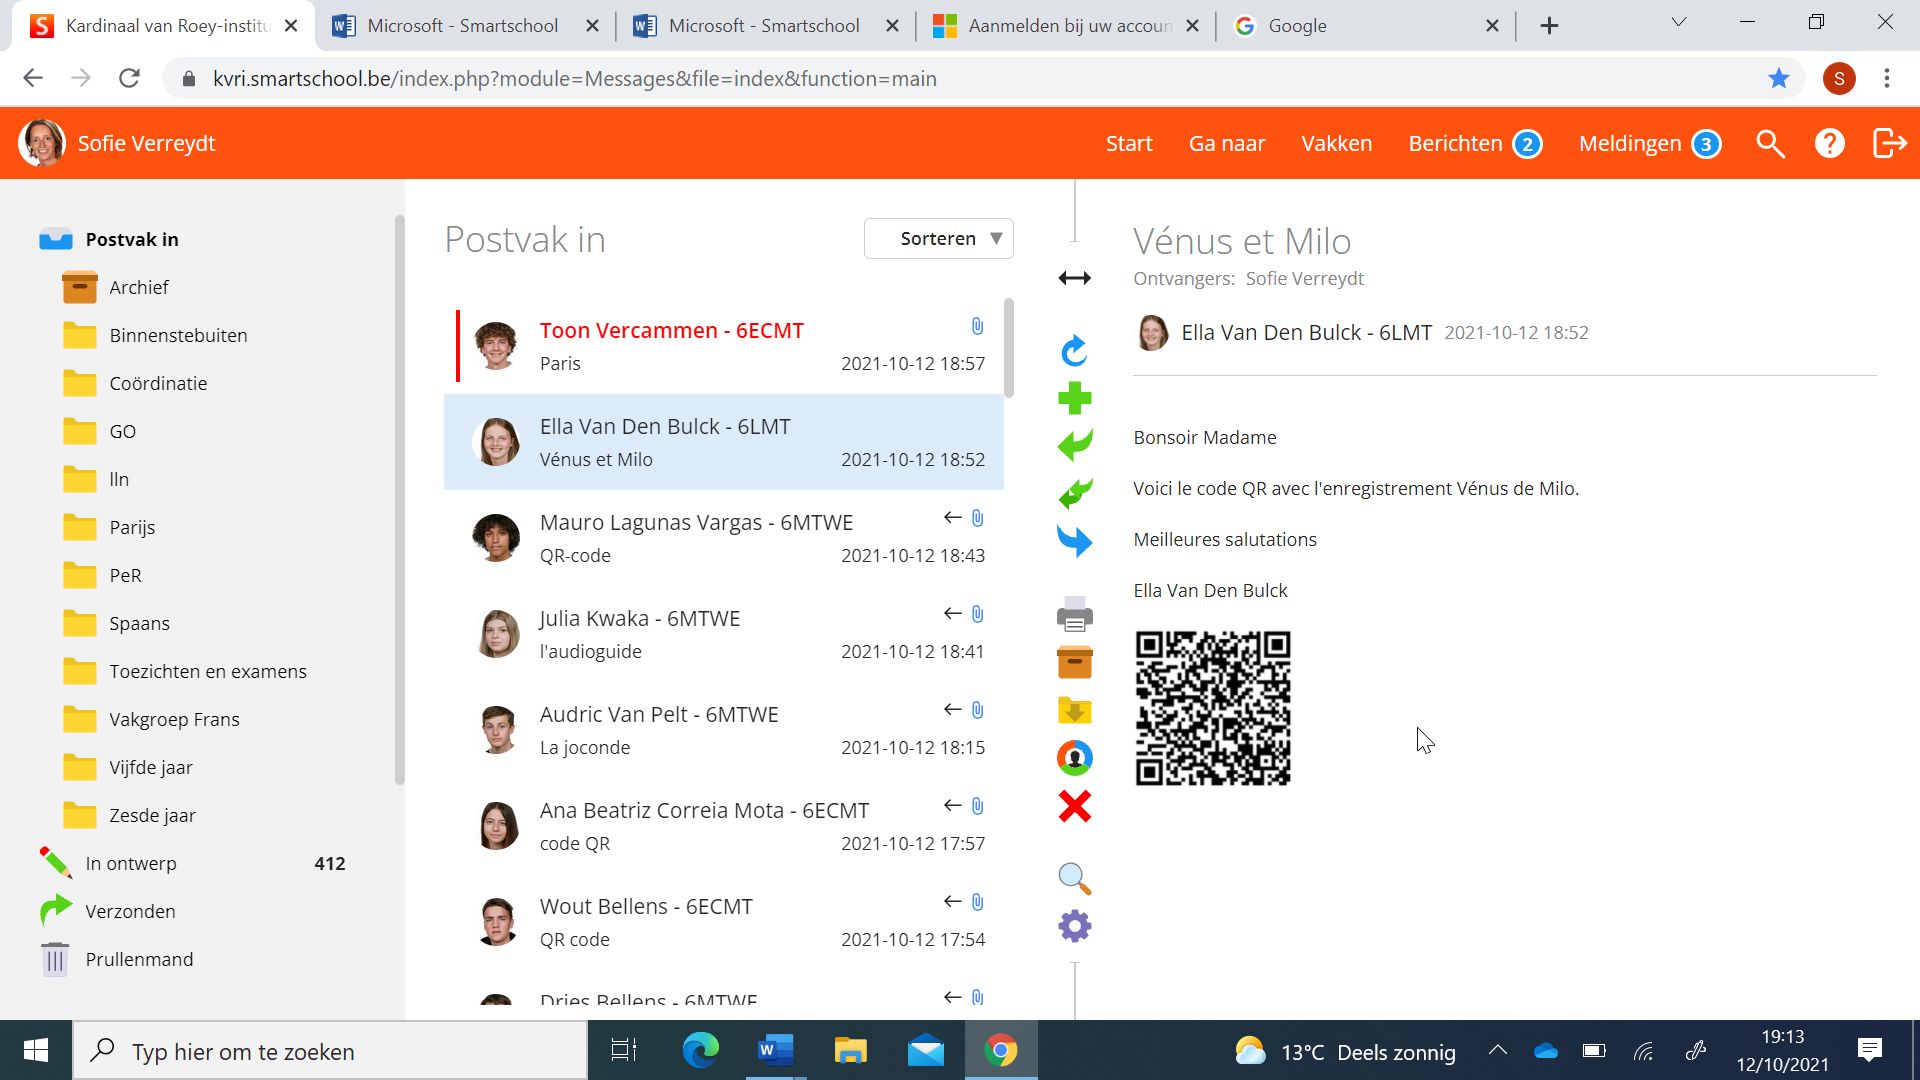 Kardinaal van Roey-institu
Microsoft - Smartschool
Microsoft - Smartschool
Aanmelden bij uw accoun
Google
kvri.smartschool.be/index.php?module=Messages&file=index&function=main
S
Sofie Verreydt
Start
Ga naar
Vakken
Berichten 2
Meldingen 3
Postvak in
Archief
Binnenstebuiten
Coördinatie
GO
lln
Parijs
PeR
Spaans
Toezichten en examens
Vakgroep Frans
Vijfde jaar
Zesde jaar
In ontwerp 412
Verzonden
Prullenmand
Postvak in
Sorteren
Toon Vercammen - 6ECMT
Paris 2021-10-12 18:57
Ella Van Den Bulck - 6LMT
Vénus et Milo 2021-10-12 18:52
Mauro Lagunas Vargas - 6MTWE
QR-code 2021-10-12 18:43
Julia Kwaka - 6MTWE
l'audioguide 2021-10-12 18:41
Audric Van Pelt - 6MTWE
La joconde 2021-10-12 18:15
Ana Beatriz Correia Mota - 6ECMT
code QR 2021-10-12 17:57
Wout Bellens - 6ECMT
QR code 2021-10-12 17:54
Dries Bellens - 6MTWE
Vénus et Milo
Ontvangers: Sofie Verreydt
Ella Van Den Bulck - 6LMT 2021-10-12 18:52
Bonsoir Madame
Voici le code QR avec l'enregistrement Vénus de Milo.
Meilleures salutations
Ella Van Den Bulck
Typ hier om te zoeken
13°C Deels zonnig
19:13
12/10/2021